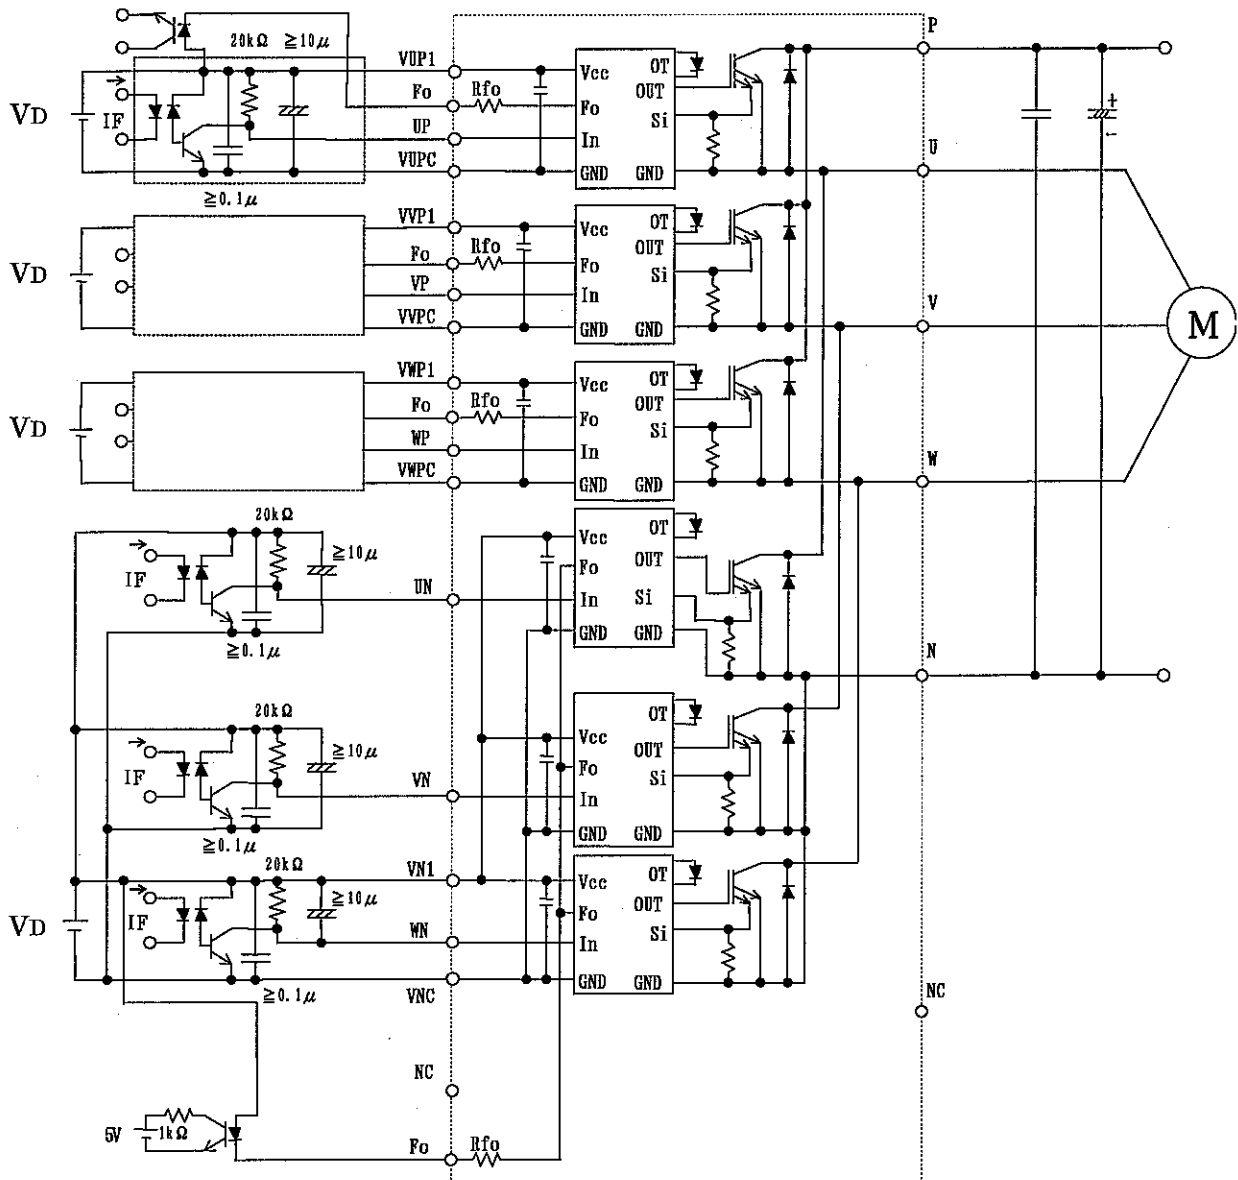 P
20kΩ ≧10μ
VUP1
Vcc
OT
Fo
Rfo
Fo
OUT
VD
IF
UP
In
Si
VUPC
GND
GND
U
≧0.1μ
VVP1
Vcc
OT
Fo
Rfo
Fo
OUT
VD
VP
In
Si
VVPC
GND
GND
V
M
VWP1
Vcc
OT
Fo
Rfo
Fo
OUT
VD
WP
In
Si
VWPC
GND
GND
W
20kΩ
≧10μ
IF
UN
Vcc
OT
Fo
OUT
In
Si
GND
GND
N
≧0.1μ
20kΩ
≧10μ
IF
VN
Vcc
OT
Fo
OUT
In
Si
GND
GND
≧0.1μ
20kΩ
VN1
Vcc
OT
≧10μ
Fo
OUT
VD
IF
WN
In
Si
VNC
GND
GND
≧0.1μ
NC
NC
5V
1kΩ
Fo
Rfo
+
-